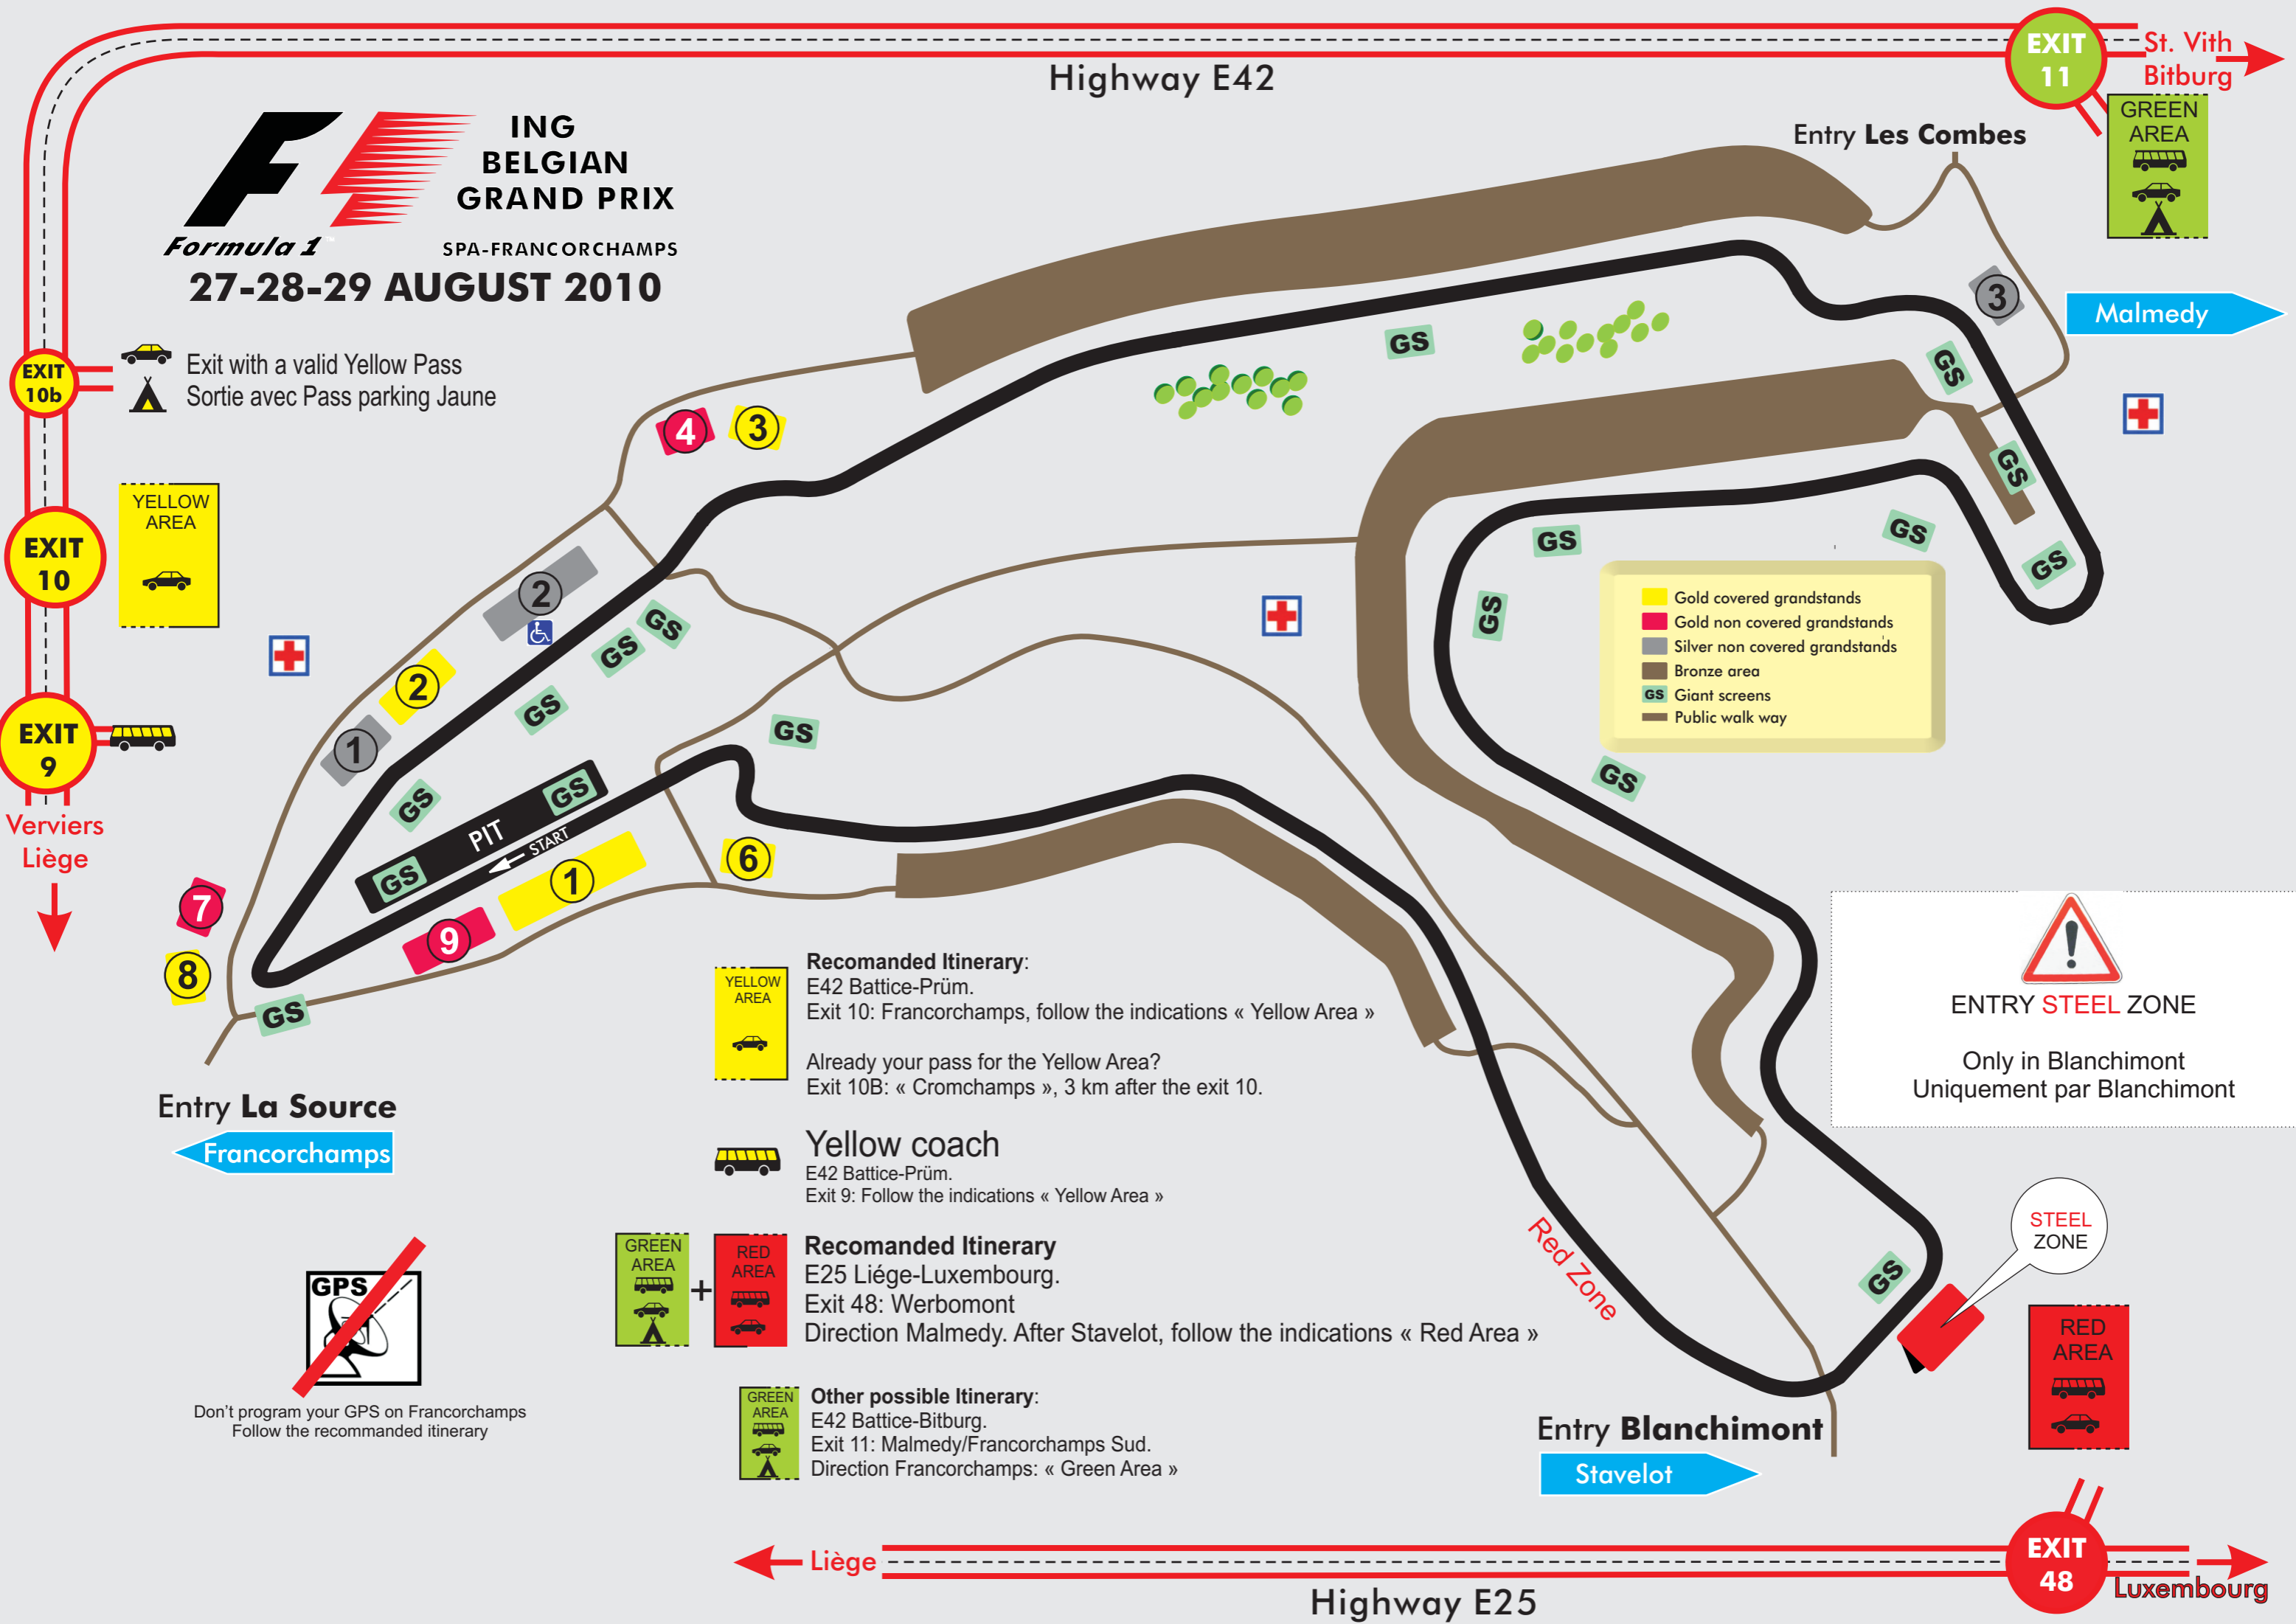 Highway E42
EXIT
11
St. Vith
Bitburg
GREEN
AREA
Entry Les Combes
ING
BELGIAN
GRAND PRIX
Formula 1™
SPA-FRANCORCHAMPS
27-28-29 AUGUST 2010
EXIT
10b
Exit with a valid Yellow Pass
Sortie avec Pass parking Jaune
YELLOW
AREA
EXIT
10
EXIT
9
Verviers
Liège
Malmedy
3
GS
GS
4
3
GS
GS
GS
GS
GS
2
GS
GS
GS
2
GS
1
GS
GS
GS
PIT
START
GS
1
6
7
9
8
GS
GS
Gold covered grandstands
Gold non covered grandstands
Silver non covered grandstands
Bronze area
GS Giant screens
Public walk way
ENTRY STEEL ZONE
Only in Blanchimont
Uniquement par Blanchimont
YELLOW
AREA
Recomanded Itinerary:
E42 Battice-Prüm.
Exit 10: Francorchamps, follow the indications « Yellow Area »
Already your pass for the Yellow Area?
Exit 10B: « Cromchamps », 3 km after the exit 10.
Entry La Source
Francorchamps
Yellow coach
E42 Battice-Prüm.
Exit 9: Follow the indications « Yellow Area »
GREEN
AREA
+
RED
AREA
Recomanded Itinerary
E25 Liége-Luxembourg.
Exit 48: Werbomont
Direction Malmedy. After Stavelot, follow the indications « Red Area »
GREEN
AREA
Other possible Itinerary:
E42 Battice-Bitburg.
Exit 11: Malmedy/Francorchamps Sud.
Direction Francorchamps: « Green Area »
GPS
Don't program your GPS on Francorchamps
Follow the recommanded itinerary
Red Zone
STEEL
ZONE
RED
AREA
Entry Blanchimont
Stavelot
Liège
Highway E25
EXIT
48
Luxembourg